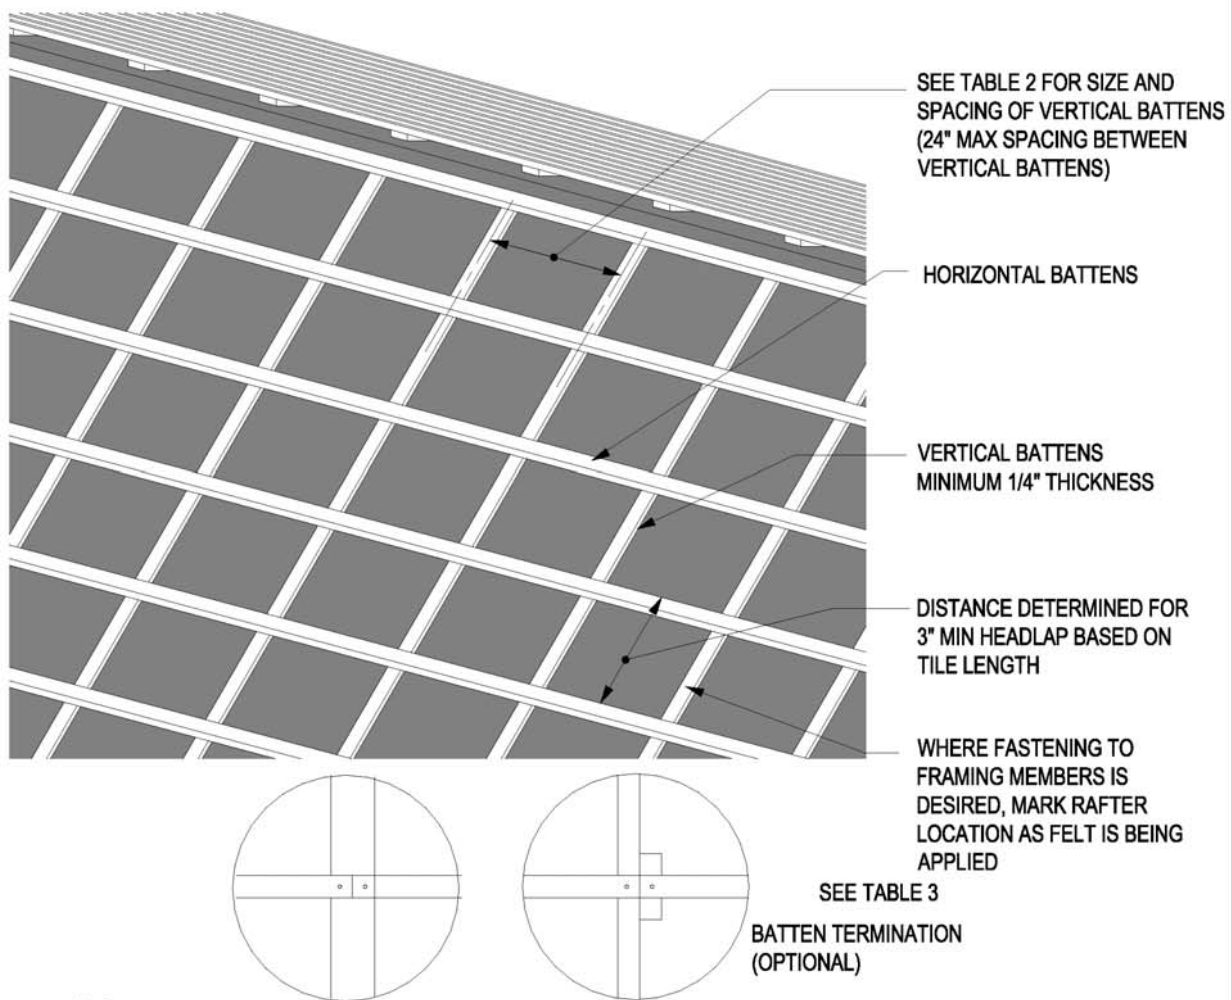 SEE TABLE 2 FOR SIZE AND
SPACING OF VERTICAL BATTENS
(24" MAX SPACING BETWEEN
VERTICAL BATTENS)
HORIZONTAL BATTENS
VERTICAL BATTENS
MINIMUM 1/4" THICKNESS
DISTANCE DETERMINED FOR
3" MIN HEADLAP BASED ON
TILE LENGTH
WHERE FASTENING TO
FRAMING MEMBERS IS
DESIRED, MARK RAFTER
LOCATION AS FELT IS BEING
APPLIED
SEE TABLE 3
BATTEN TERMINATION
(OPTIONAL)